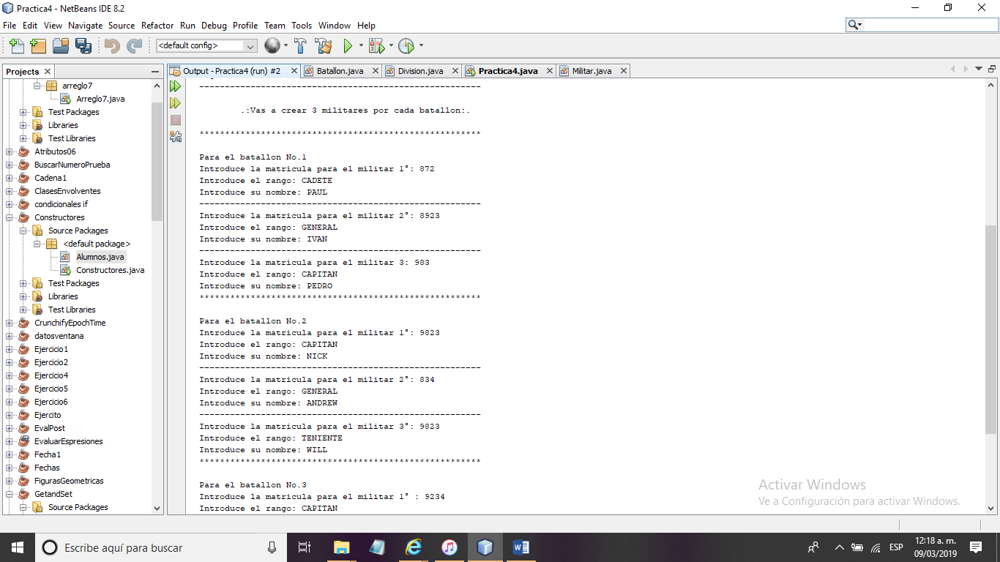 Practica4 - NetBeans IDE 8.2
File Edit View Navigate Source Refactor Run Debug Profile Team Tools Window Help
<default config>
Projects
Output - Practica4 (run) #2
Batallon.java
Division.java
Practica4.java
Militar.java
arreglo7
Arreglo7.java
Test Packages
Libraries
Test Libraries
Atributos06
BuscarNumeroPrueba
Cadena1
ClasesEnvolventes
condicionales if
Constructores
Source Packages
<default package>
Alumnos.java
Constructores.java
Test Packages
Libraries
Test Libraries
CrunchifyEpochTime
datosventana
Ejercicio1
Ejercicio2
Ejercicio4
Ejercicio5
Ejercicio6
Ejercito
EvalPost
EvaluarEspresiones
Fecha1
Fechas
FigurasGeometricas
GetandSet
Source Packages
-------------------------------------------------------
.:Vas a crear 3 militares por cada batallon:.
*******************************************************
Para el batallon No.1
Introduce la matricula para el militar 1°: 872
Introduce el rango: CADETE
Introduce su nombre: PAUL
-------------------------------------------------------
Introduce la matricula para el militar 2°: 8923
Introduce el rango: GENERAL
Introduce su nombre: IVAN
-------------------------------------------------------
Introduce la matricula para el militar 3: 983
Introduce el rango: CAPITAN
Introduce su nombre: PEDRO
*******************************************************
Para el batallon No.2
Introduce la matricula para el militar 1°: 9823
Introduce el rango: CAPITAN
Introduce su nombre: NICK
-------------------------------------------------------
Introduce la matricula para el militar 2°: 834
Introduce el rango: GENERAL
Introduce su nombre: ANDREW
-------------------------------------------------------
Introduce la matricula para el militar 3°: 9823
Introduce el rango: TENIENTE
Introduce su nombre: WILL
*******************************************************
Para el batallon No.3
Introduce la matricula para el militar 1° : 9234
Introduce el rango: CAPITAN
Activar Windows
Ve a Configuración para activar Windows.
Escribe aquí para buscar
ESP
12:18 a. m.
09/03/2019